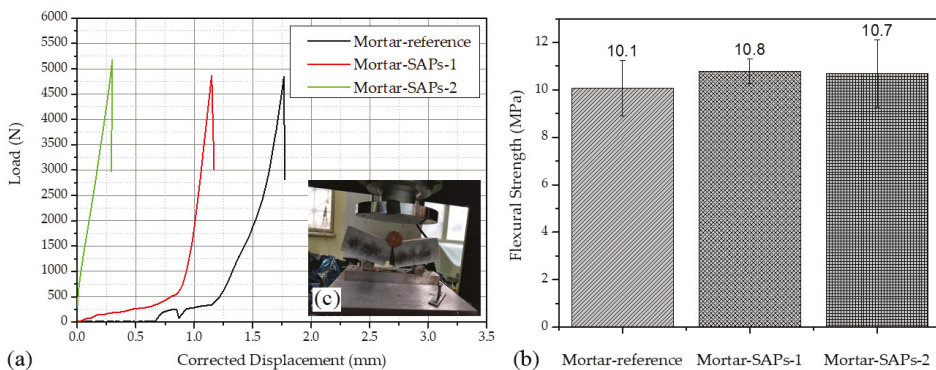 6000
5500
5000
4500
4000
3500
3000
2500
2000
1500
1000
500
0
Load (N)
Mortar-reference
Mortar-SAPs-1
Mortar-SAPs-2
(c)
0.0 0.5 1.0 1.5 2.0 2.5 3.0 3.5
(a) Corrected Displacement (mm)
12
10
8
6
4
2
0
Flexural Strength (MPa)
10.1 10.8 10.7
Mortar-reference Mortar-SAPs-1 Mortar-SAPs-2
(b)